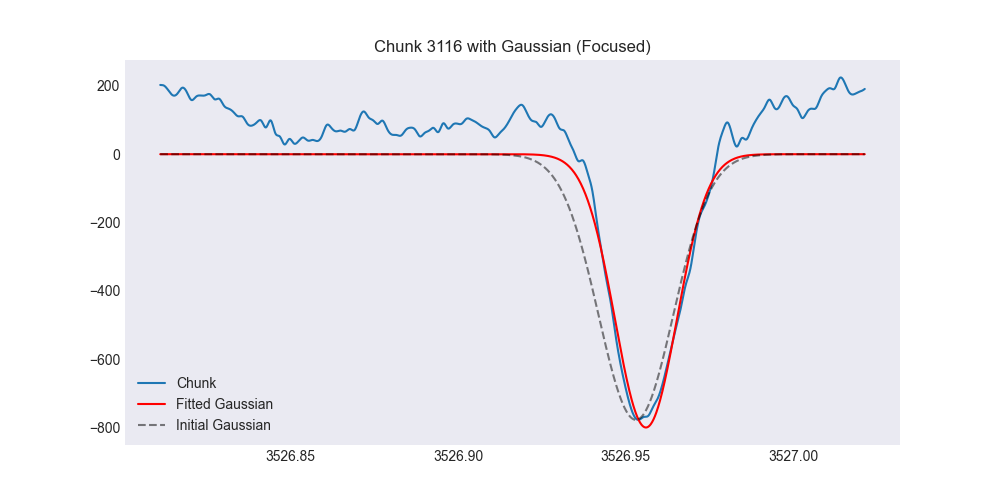 Chunk 3116 with Gaussian (Focused)
200
0
−200
−400
−600
−800
Chunk
Fitted Gaussian
Initial Gaussian
3526.85 3526.90 3526.95 3527.00